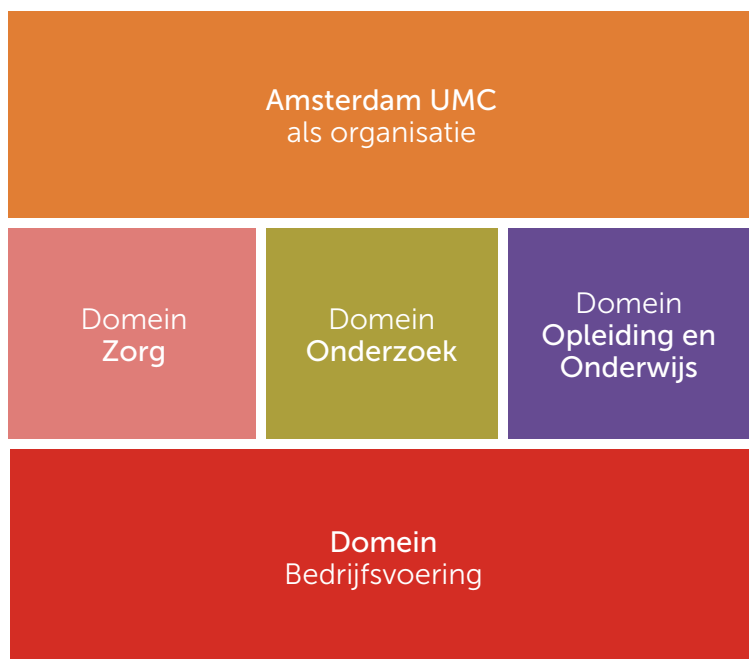 Amsterdam UMC
als organisatie
Domein
Zorg
Domein
Onderzoek
Domein
Opleiding en
Onderwijs
Domein
Bedrijfsvoering